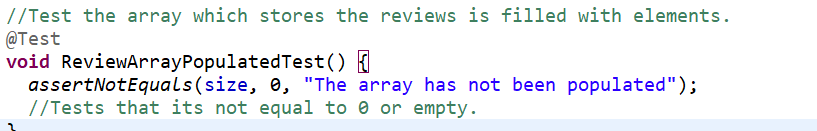 //Test the array which stores the reviews is filled with elements.
@Test
void ReviewArrayPopulatedTest() {
assertNotEquals(size, 0, "The array has not been populated");
//Tests that its not equal to 0 or empty.
}